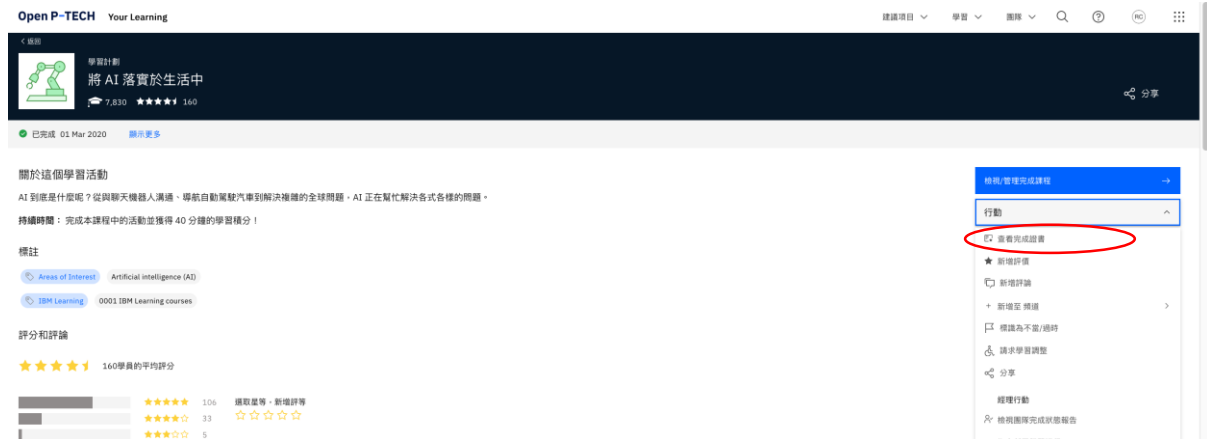 Open P-TECH Your Learning 建議項目 學習 團隊 RC
< 返回
學習計劃
將 AI 落實於生活中
7,830 160
分享
已完成 01 Mar 2020 顯示更多
關於這個學習活動
AI 到底是什麼呢？從與聊天機器人溝通、導航自動駕駛汽車到解決複雜的全球問題，AI 正在幫忙解決各式各樣的問題。
持續時間： 完成本課程中的活動並獲得 40 分鐘的學習積分！
標註
Areas of Interest Artificial intelligence (AI)
IBM Learning 0001 IBM Learning courses
評分和評論
160學員的平均評分
106 選取星等，新增評等
33
5
檢視/管理完成課程
行動
查看完成證書
新增評價
新增評論
+ 新增至 頻道
標識為不當/過時
請求學習調整
分享
經理行動
檢視團隊完成狀態報告